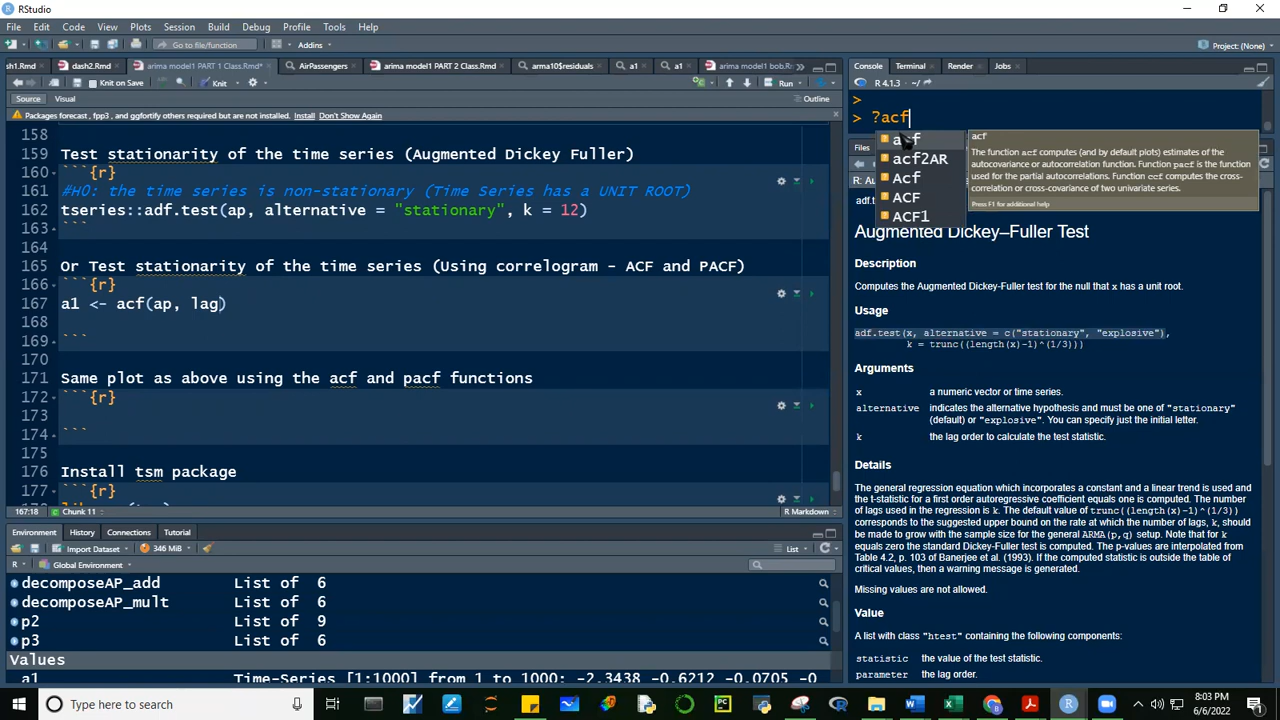 RStudio
File Edit Code View Plots Session Build Debug Profile Tools Help
Go to file/function Addins Project: (None)
sh1.Rmd dash2.Rmd arima model1 PART 1 Class.Rmd* AirPassengers arima model1 PART 2 Class.Rmd arma10$residuals a1 a1 arima model1 bob.R
Knit on Save Knit Run
Source Visual Outline
Packages forecast, fpp3, and ggfortify others required are not installed. Install Don't Show Again
158
159 Test stationarity of the time series (Augmented Dickey Fuller)
160 ```{r}
161 #H0: the time series is non-stationary (Time Series has a UNIT ROOT)
162 tseries::adf.test(ap, alternative = "stationary", k = 12)
163 ```
164
165 Or Test stationarity of the time series (Using correlogram - ACF and PACF)
166 ```{r}
167 a1 <- acf(ap, lag)
168
169 ```
170
171 Same plot as above using the acf and pacf functions
172 ```{r}
173
174 ```
175
176 Install tsm package
177 ```{r}
167:18 Chunk 11 R Markdown
Environment History Connections Tutorial
Import Dataset 346 MiB List
R Global Environment
decomposeAP_add List of 6
decomposeAP_mult List of 6
p2 List of 9
p3 List of 6
Values
a1 Time-Series [1:1000] from 1 to 1000: -2.3438 -0.6212 -0.0705 -0
Console Terminal Render Jobs
R 4.1.3 · ~/
>
> ?acf
acf
acf2AR
Acf
ACF
ACF1
acf
The function acf computes (and by default plots) estimates of the
autocovariance or autocorrelation function. Function pacf is the function
used for the partial autocorrelations. Function ccf computes the cross-
correlation or cross-covariance of two univariate series.
Press F1 for additional help
Files
R: Au
adf.t
Augmented Dickey–Fuller Test
Description
Computes the Augmented Dickey-Fuller test for the null that x has a unit root.
Usage
adf.test(x, alternative = c("stationary", "explosive"),
k = trunc((length(x)-1)^(1/3)))
Arguments
x a numeric vector or time series.
alternative indicates the alternative hypothesis and must be one of "stationary"
(default) or "explosive". You can specify just the initial letter.
k the lag order to calculate the test statistic.
Details
The general regression equation which incorporates a constant and a linear trend is used and
the t-statistic for a first order autoregressive coefficient equals one is computed. The number
of lags used in the regression is k. The default value of trunc((length(x)-1)^(1/3))
corresponds to the suggested upper bound on the rate at which the number of lags, k, should
be made to grow with the sample size for the general ARMA(p,q) setup. Note that for k
equals zero the standard Dickey-Fuller test is computed. The p-values are interpolated from
Table 4.2, p. 103 of Banerjee et al. (1993). If the computed statistic is outside the table of
critical values, then a warning message is generated.
Missing values are not allowed.
Value
A list with class "htest" containing the following components:
statistic the value of the test statistic.
parameter the lag order.
Type here to search
8:03 PM
6/6/2022